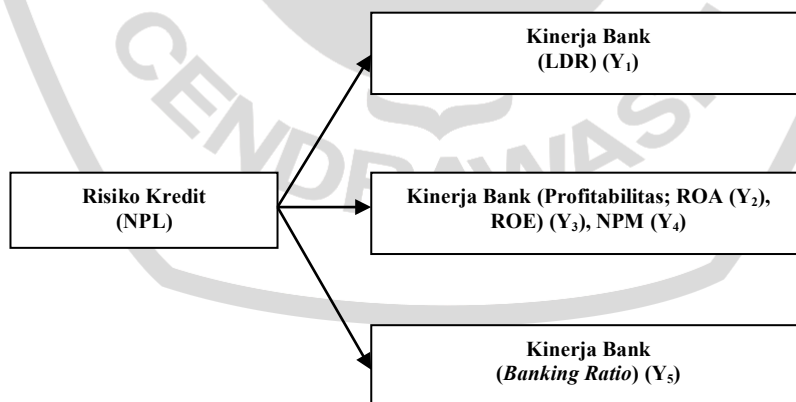 Kinerja Bank
(LDR) (Y₁)
Risiko Kredit
(NPL)
Kinerja Bank (Profitabilitas; ROA (Y₂),
ROE) (Y₃), NPM (Y₄)
Kinerja Bank
(Banking Ratio) (Y₅)
CENDRAWASIH